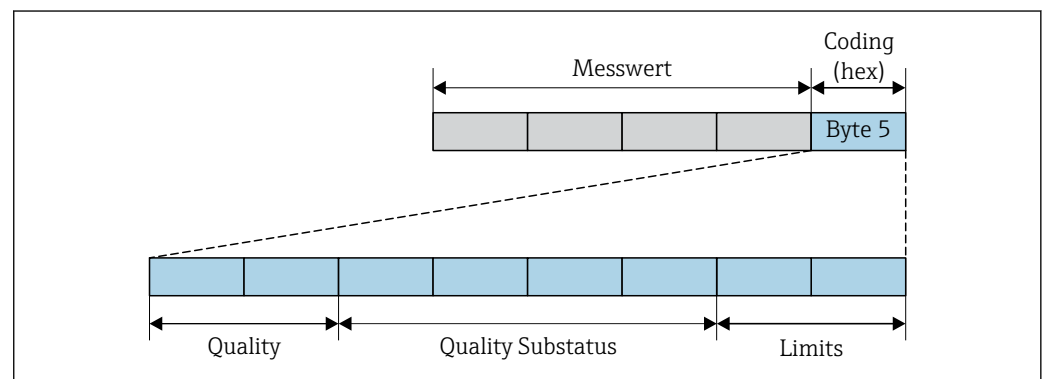 Coding
(hex)
Messwert
Byte 5
Quality
Quality Substatus
Limits